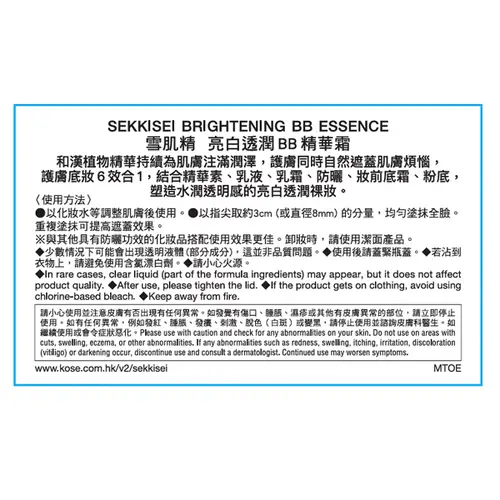 SEKKISEI BRIGHTENING BB ESSENCE
雪肌精 亮白透潤 BB 精華霜
和漢植物精華持續為肌膚注滿潤澤，護膚同時自然遮蓋肌膚煩惱，
護膚底妝 6 效合1，結合精華素、乳液、乳霜、防曬、妝前底霜、粉底，
塑造水潤透明感的亮白透潤裸妝。
〈使用方法〉
●以化妝水等調整肌膚後使用。●以指尖取約3cm (或直徑8mm) 的分量，均勻塗抹全臉。
重複塗抹可提高遮蓋效果。
※與其他具有防曬功效的化妝品搭配使用效果更佳。卸妝時，請使用潔面產品。
◆少數情況下可能會出現透明液體 (部分成分)，這並非品質問題。◆使用後請蓋緊瓶蓋。◆若沾到
衣物上，請避免使用含氯漂白劑。◆請小心火源。
◆In rare cases, clear liquid (part of the formula ingredients) may appear, but it does not affect
product quality. ◆After use, please tighten the lid. ◆If the product gets on clothing, avoid using
chlorine-based bleach. ◆Keep away from fire.
請小心使用並注意皮膚有否出現有任何異常。如發覺有傷口、腫脹、濕疹或其他有皮膚異常的部位，請立即停止
使用。如有任何異常，例如發紅、腫脹、發癢、刺激、脫色 (白斑) 或變黑，請停止使用並諮詢皮膚科醫生。如
繼續使用或會令症狀惡化。Please use with caution and check for any abnormalities on your skin. Do not use on areas with
cuts, swelling, eczema, or other abnormalities. If any abnormalities such as redness, swelling, itching, irritation, discoloration
(vitiligo) or darkening occur, discontinue use and consult a dermatologist. Continued use may worsen symptoms.
www.kose.com.hk/v2/sekkisei MTOE